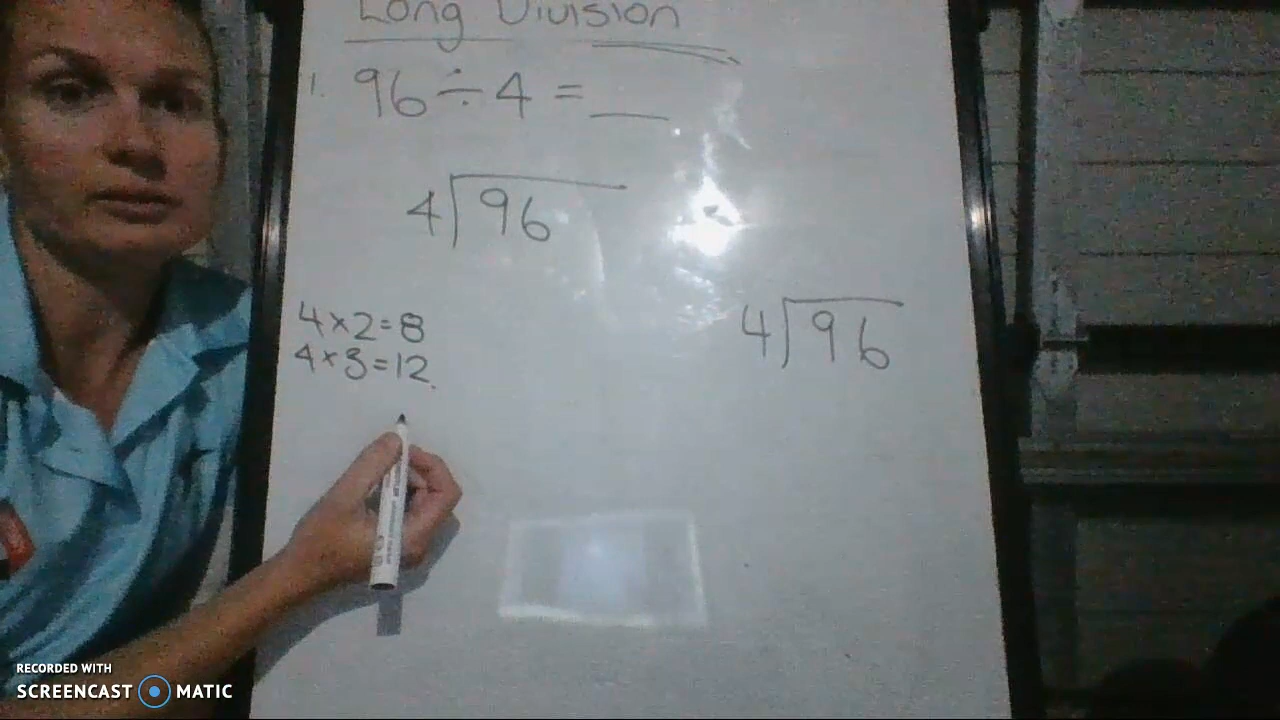 Long Division
1. 96 ÷ 4 = __
4 96
4 96
4×2=8
4×3=12.
RECORDED WITH
SCREENCAST MATIC